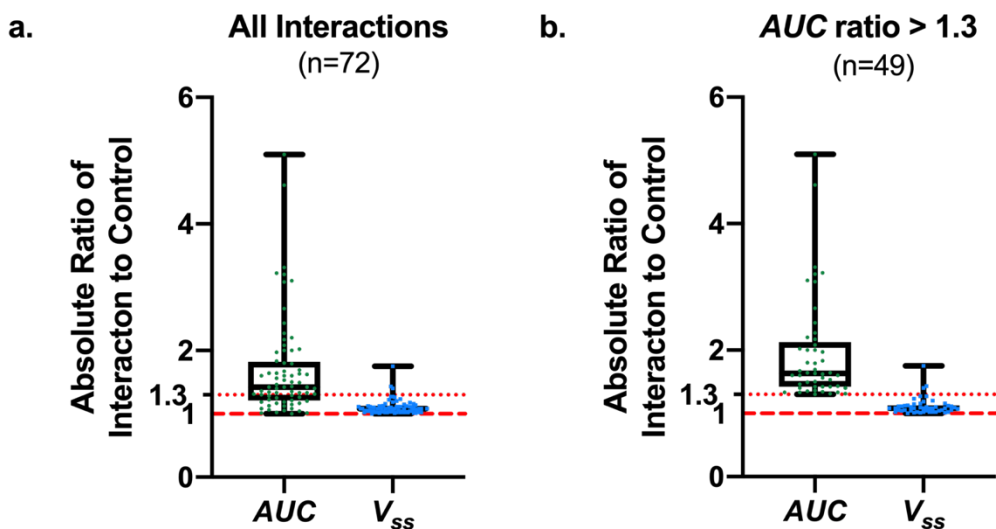 a.
All Interactions
(n=72)
Absolute Ratio of
Interacton to Control
6
4
2
1.3
1
0
AUC
Vss
b.
AUC ratio > 1.3
(n=49)
Absolute Ratio of
Interacton to Control
6
4
2
1.3
1
0
AUC
Vss